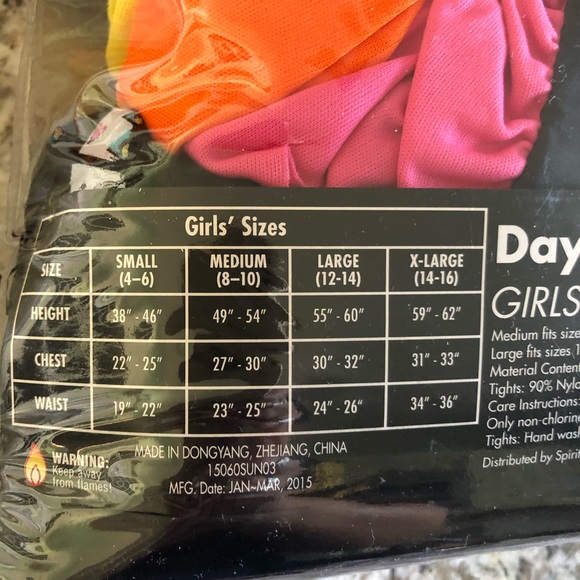 Girls' Sizes
SIZE SMALL (4–6) MEDIUM (8–10) LARGE (12-14) X-LARGE (14-16)
HEIGHT 38" - 46" 49" - 54" 55" - 60" 59" - 62"
CHEST 22" - 25" 27" - 30" 30" - 32" 31" - 33"
WAIST 19" - 22" 23" - 25" 24" - 26" 34" - 36"
WARNING:
Keep away
from flames!
MADE IN DONGYANG, ZHEJIANG, CHINA
15060SUN03
MFG. Date: JAN~MAR, 2015
Day
GIRLS
Medium fits size
Large fits sizes 1
Material Content
Tights: 90% Nylo
Care Instructions:
Only non-chlorine
Tights: Hand wash
Distributed by Spirit